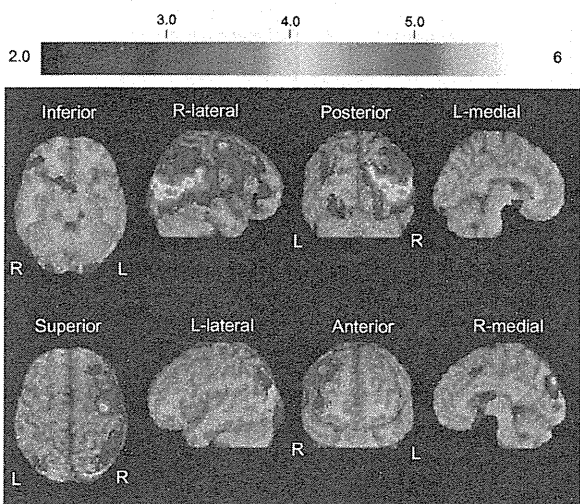 3.0 4.0 5.0
2.0 6
Inferior R-lateral Posterior L-medial
R L L R
Superior L-lateral Anterior R-medial
L R R L